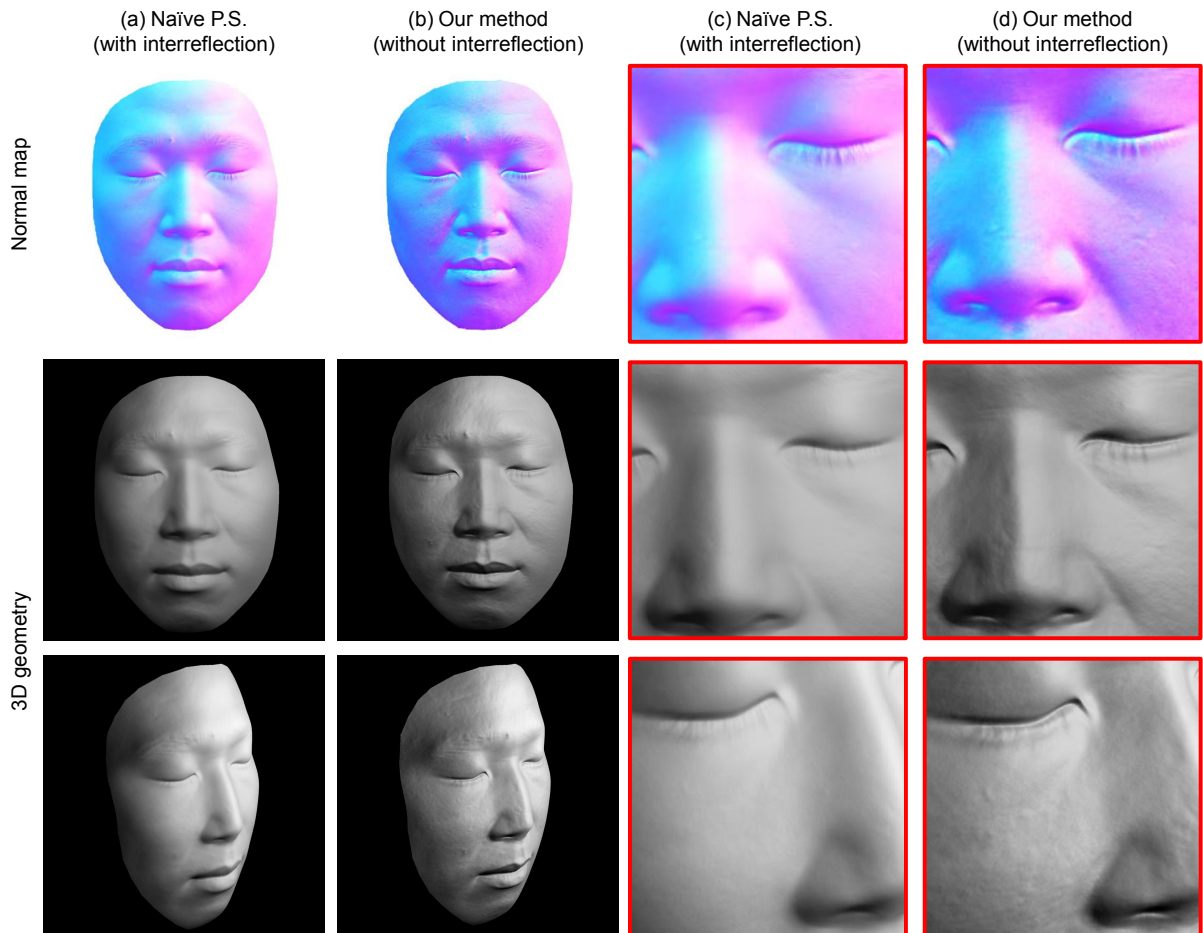 (a) Naïve P.S.
(with interreflection)
(b) Our method
(without interreflection)
(c) Naïve P.S.
(with interreflection)
(d) Our method
(without interreflection)
Normal map
3D geometry